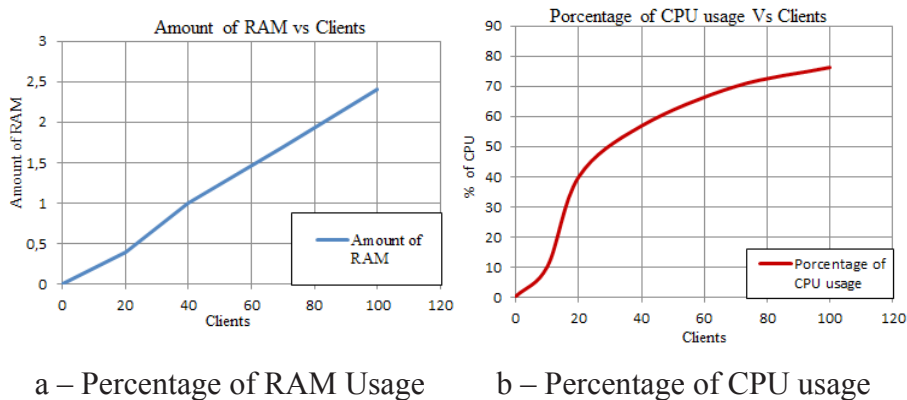 Amount of RAM vs Clients
3
2,5
2
1,5
1
0,5
0
Amount of RAM
0 20 40 60 80 100 120
Clients
Amount of
RAM
Porcentage of CPU usage Vs Clients
90
80
70
60
50
40
30
20
10
0
% of CPU
0 20 40 60 80 100 120
Clients
Porcentage of
CPU usage
a – Percentage of RAM Usage
b – Percentage of CPU usage